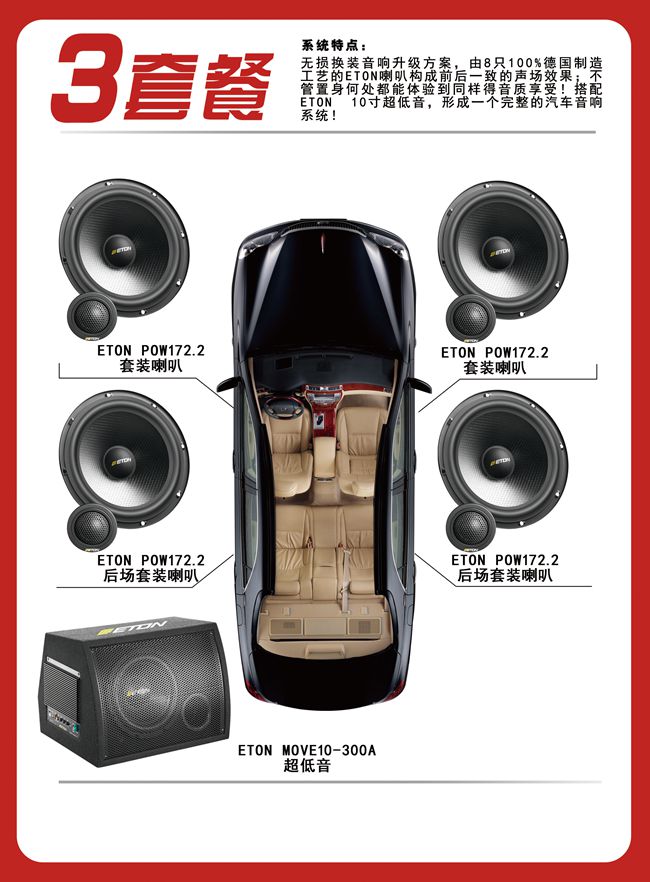 3套餐
系统特点：
无损换装音响升级方案，由8只100%德国制造
工艺的ETON喇叭构成前后一致的声场效果；不
管置身何处都能体验到同样得音质享受！搭配
ETON 10寸超低音，形成一个完整的汽车音响
系统！
ETON
ETON
ETON POW172.2
套装喇叭
ETON POW172.2
套装喇叭
ETON
ETON
ETON POW172.2
后场套装喇叭
ETON POW172.2
后场套装喇叭
ETON
ETON
ETON MOVE10-300A
超低音